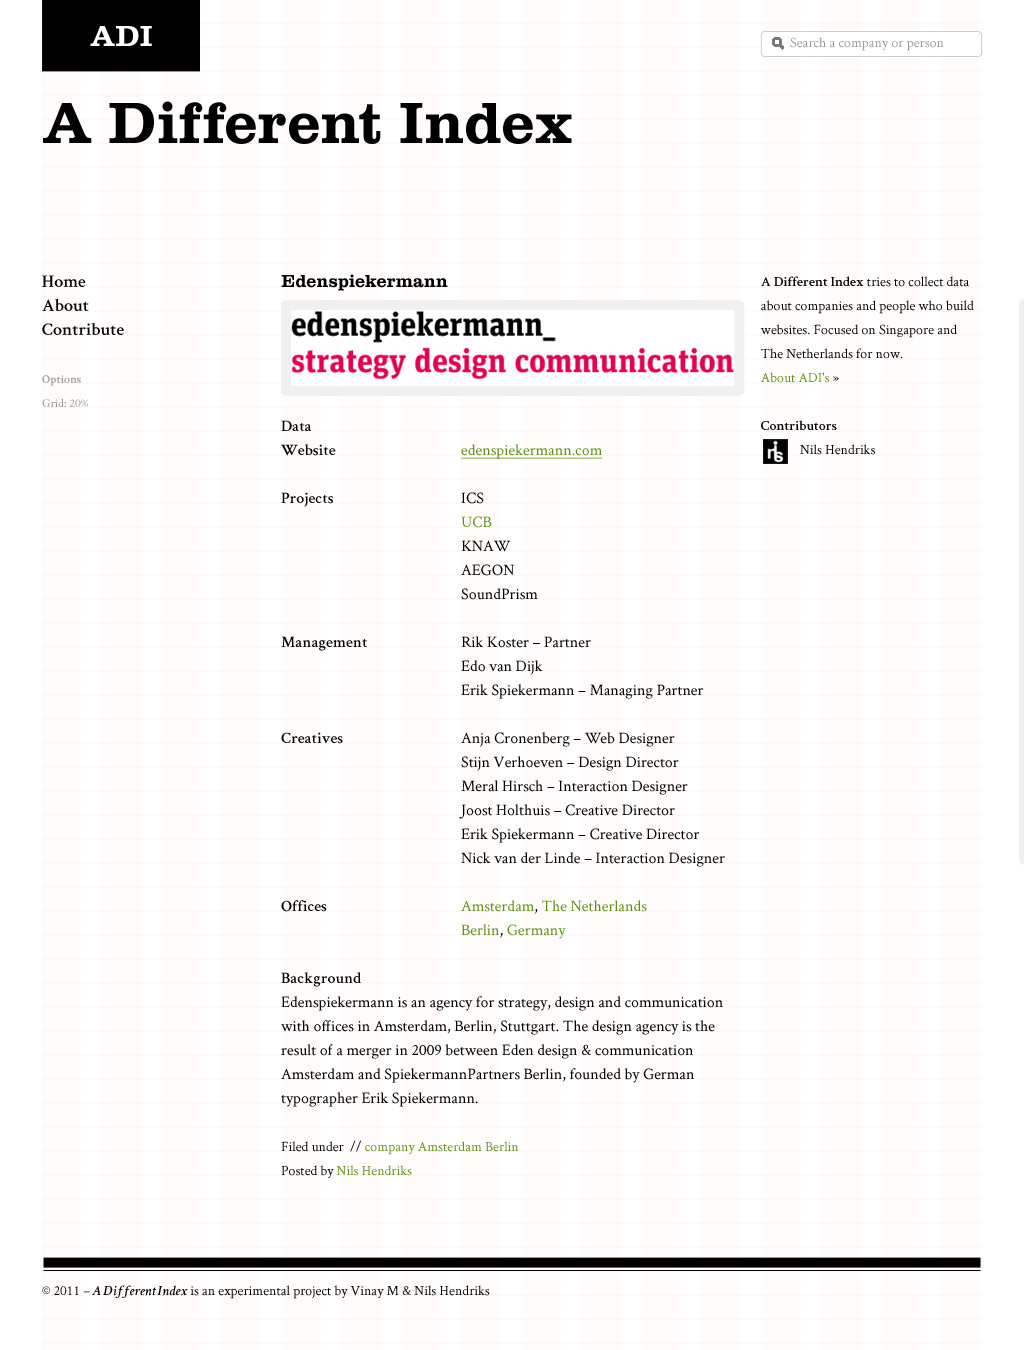 ADI
Search a company or person
A Different Index
Home
About
Contribute
Options
Grid: 20%
Edenspiekermann
edenspiekermann_
strategy design communication
Data
Website edenspiekermann.com
Projects ICS
UCB
KNAW
AEGON
SoundPrism
Management Rik Koster – Partner
Edo van Dijk
Erik Spiekermann – Managing Partner
Creatives Anja Cronenberg – Web Designer
Stijn Verhoeven – Design Director
Meral Hirsch – Interaction Designer
Joost Holthuis – Creative Director
Erik Spiekermann – Creative Director
Nick van der Linde – Interaction Designer
Offices Amsterdam, The Netherlands
Berlin, Germany
Background
Edenspiekermann is an agency for strategy, design and communication
with offices in Amsterdam, Berlin, Stuttgart. The design agency is the
result of a merger in 2009 between Eden design & communication
Amsterdam and SpiekermannPartners Berlin, founded by German
typographer Erik Spiekermann.
Filed under // company Amsterdam Berlin
Posted by Nils Hendriks
A Different Index tries to collect data
about companies and people who build
websites. Focused on Singapore and
The Netherlands for now.
About ADI's »
Contributors
ris
Nils Hendriks
© 2011 – A Different Index is an experimental project by Vinay M & Nils Hendriks